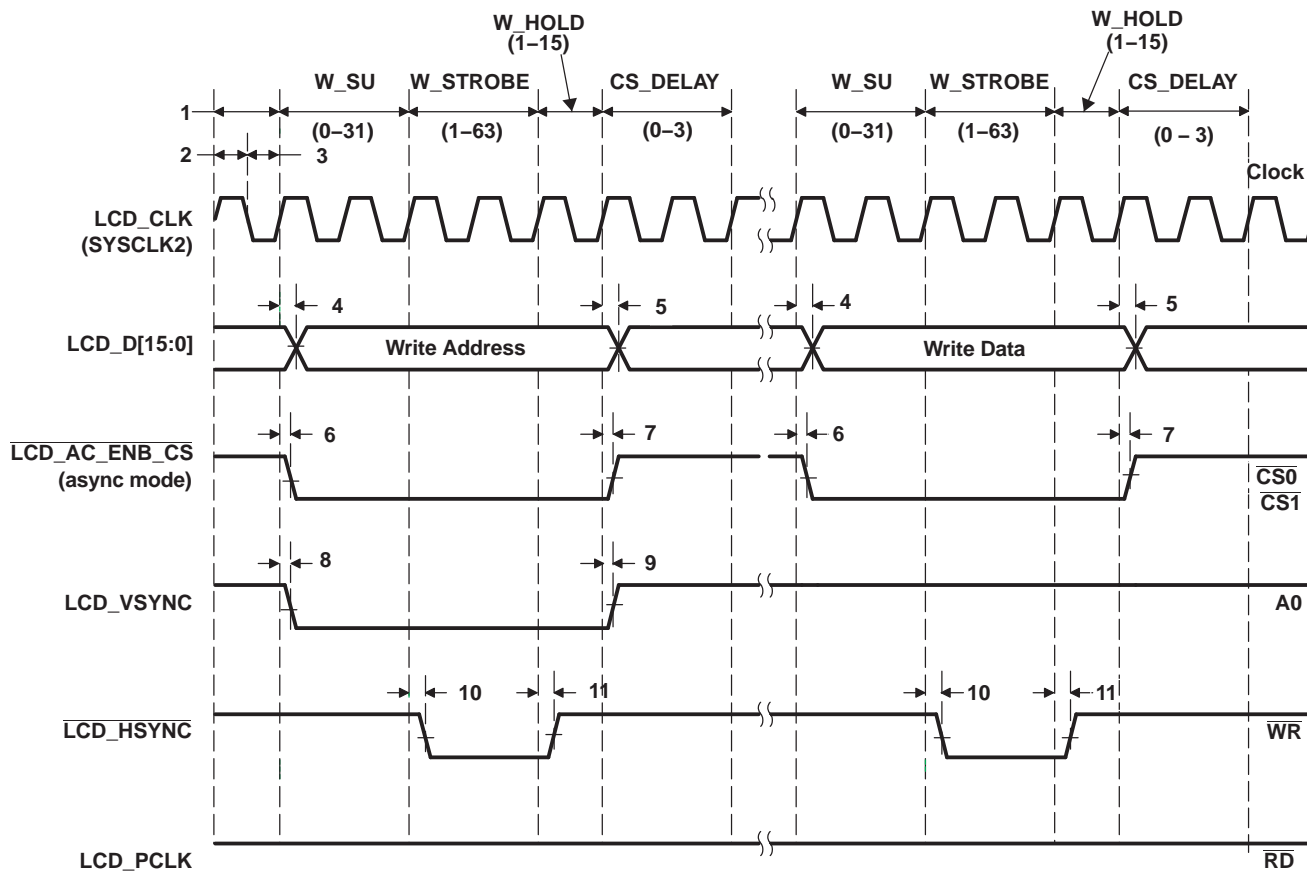 W_HOLD
(1–15)
W_HOLD
(1–15)
W_SU
W_STROBE
CS_DELAY
W_SU
W_STROBE
CS_DELAY
1
(0–31)
(1–63)
(0–3)
(0–31)
(1–63)
(0 – 3)
2
3
Clock
LCD_CLK
(SYSCLK2)
4
5
4
5
LCD_D[15:0]
Write Address
Write Data
6
7
6
7
LCD_AC_ENB_CS
(async mode)
CS0
CS1
8
9
LCD_VSYNC
A0
10
11
10
11
LCD_HSYNC
WR
LCD_PCLK
RD